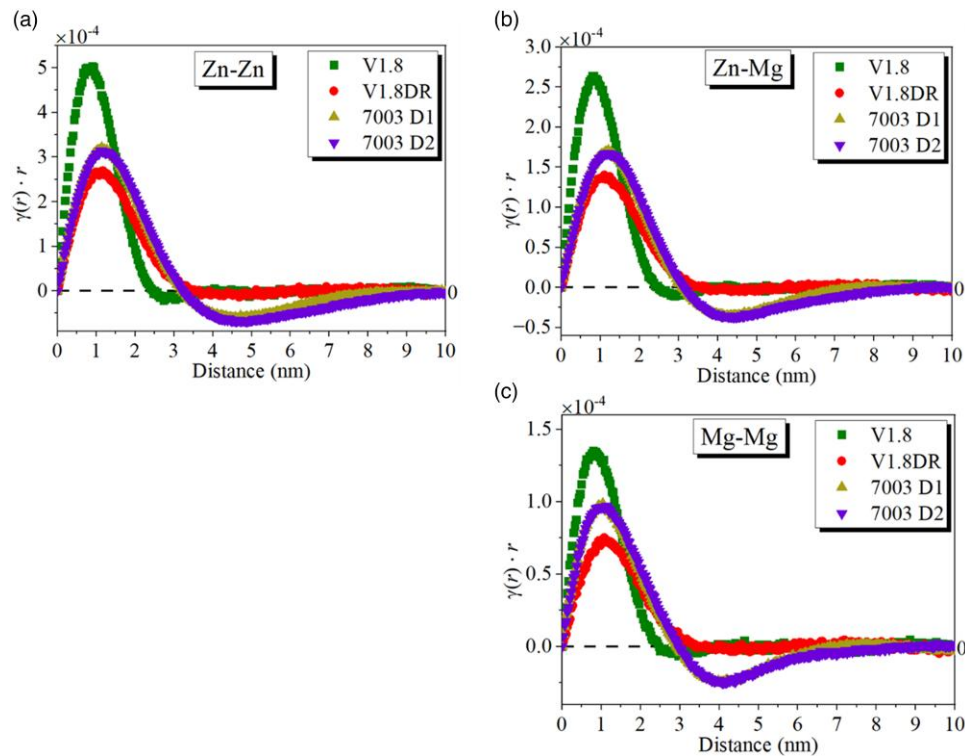 (a)
×10⁻⁴
Zn-Zn
V1.8
V1.8DR
7003 D1
7003 D2
5
4
3
2
1
0
0
γ(r) · r
0 1 2 3 4 5 6 7 8 9 10
Distance (nm)
(b)
×10⁻⁴
Zn-Mg
V1.8
V1.8DR
7003 D1
7003 D2
3.0
2.5
2.0
1.5
1.0
0.5
0.0
0
−0.5
γ(r) · r
0 1 2 3 4 5 6 7 8 9 10
Distance (nm)
(c)
×10⁻⁴
Mg-Mg
V1.8
V1.8DR
7003 D1
7003 D2
1.5
1.0
0.5
0.0
0
γ(r) · r
0 1 2 3 4 5 6 7 8 9 10
Distance (nm)